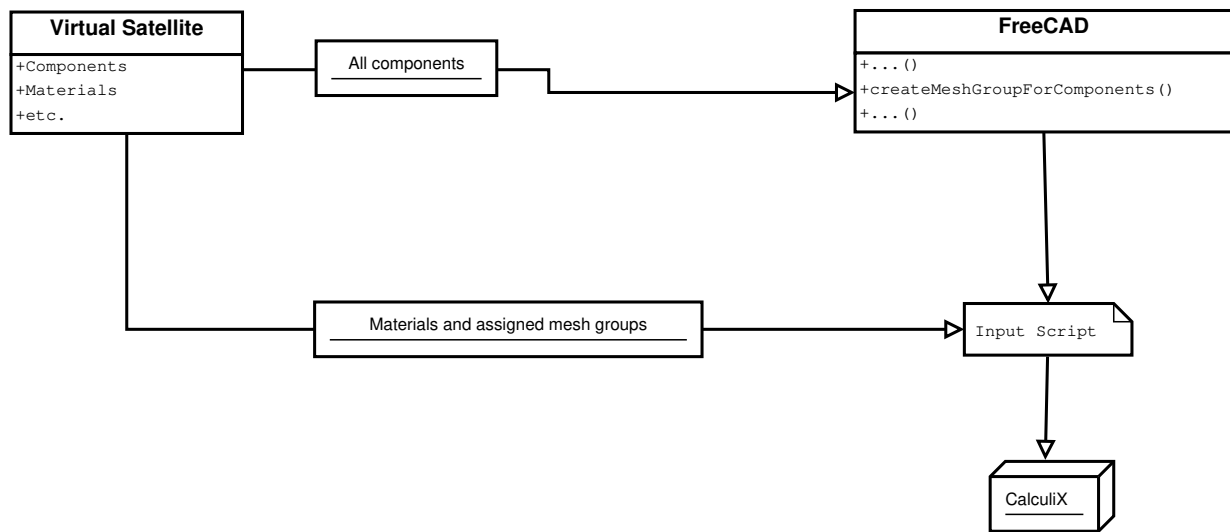 Virtual Satellite
+Components
+Materials
+etc.
All components
FreeCAD
+...()
+createMeshGroupForComponents()
+...()
Materials and assigned mesh groups
Input Script
CalculiX